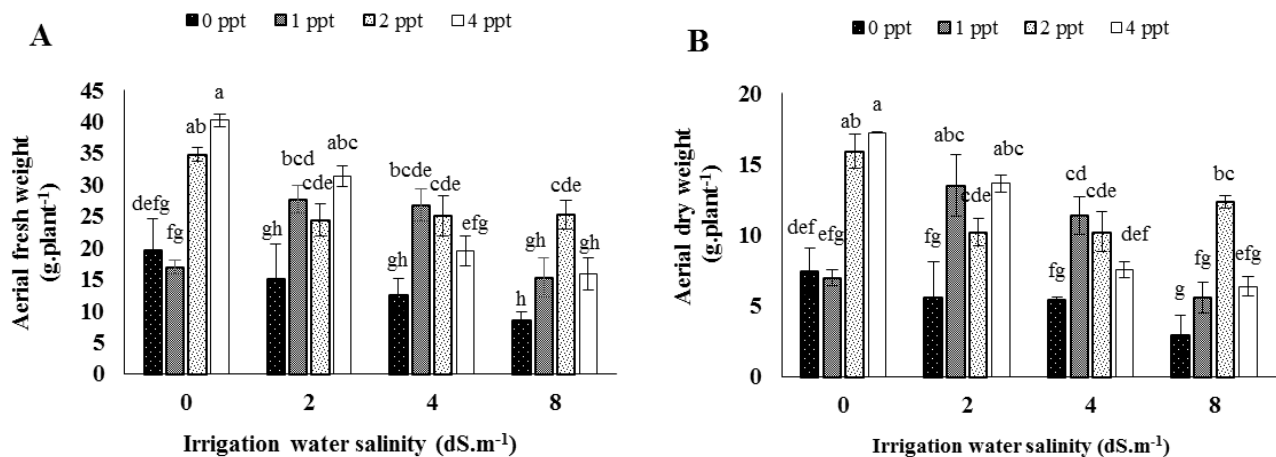 0 ppt 1 ppt 2 ppt 4 ppt
A
Aerial fresh weight
(g.plant⁻¹)
45
40
35
30
25
20
15
10
5
0
defg
fg
ab
a
gh
bcd
cde
abc
gh
bcde
cde
efg
h
gh
cde
gh
0 2 4 8
Irrigation water salinity (dS.m⁻¹)
0 ppt 1 ppt 2 ppt 4 ppt
B
Aerial dry weight
(g.plant⁻¹)
20
15
10
5
0
def
efg
ab
a
fg
abc
cde
abc
fg
cd
cde
def
g
fg
bc
efg
0 2 4 8
Irrigation water salinity (dS.m⁻¹)